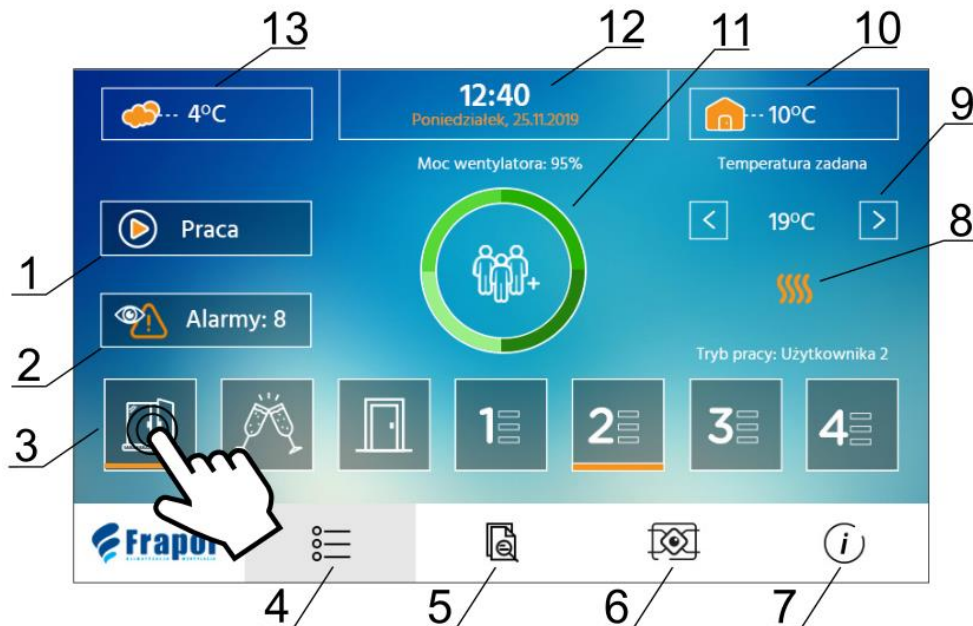 13
12
11
10
4°C
12:40
Poniedziałek, 25.11.2019
10°C
9
Moc wentylatora: 95%
Temperatura zadana
Praca
19°C
8
1
Alarmy: 8
2
Tryb pracy: Użytkownika 2
3
1
2
3
4
Frapol
i
4
5
6
7